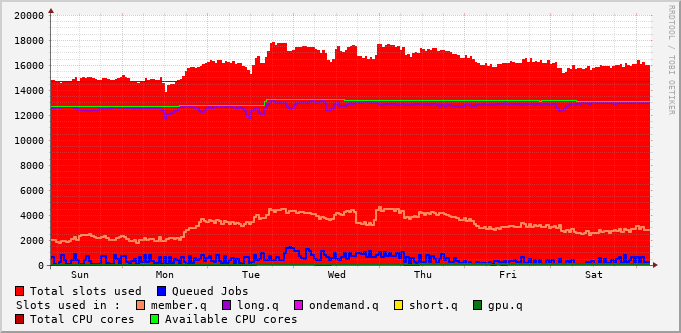 20000
18000
16000
14000
12000
10000
8000
6000
4000
2000
0
Sun Mon Tue Wed Thu Fri Sat
RRDTOOL / TOBI OETIKER
Total slots used Queued Jobs
Slots used in : member.q long.q ondemand.q short.q gpu.q
Total CPU cores Available CPU cores